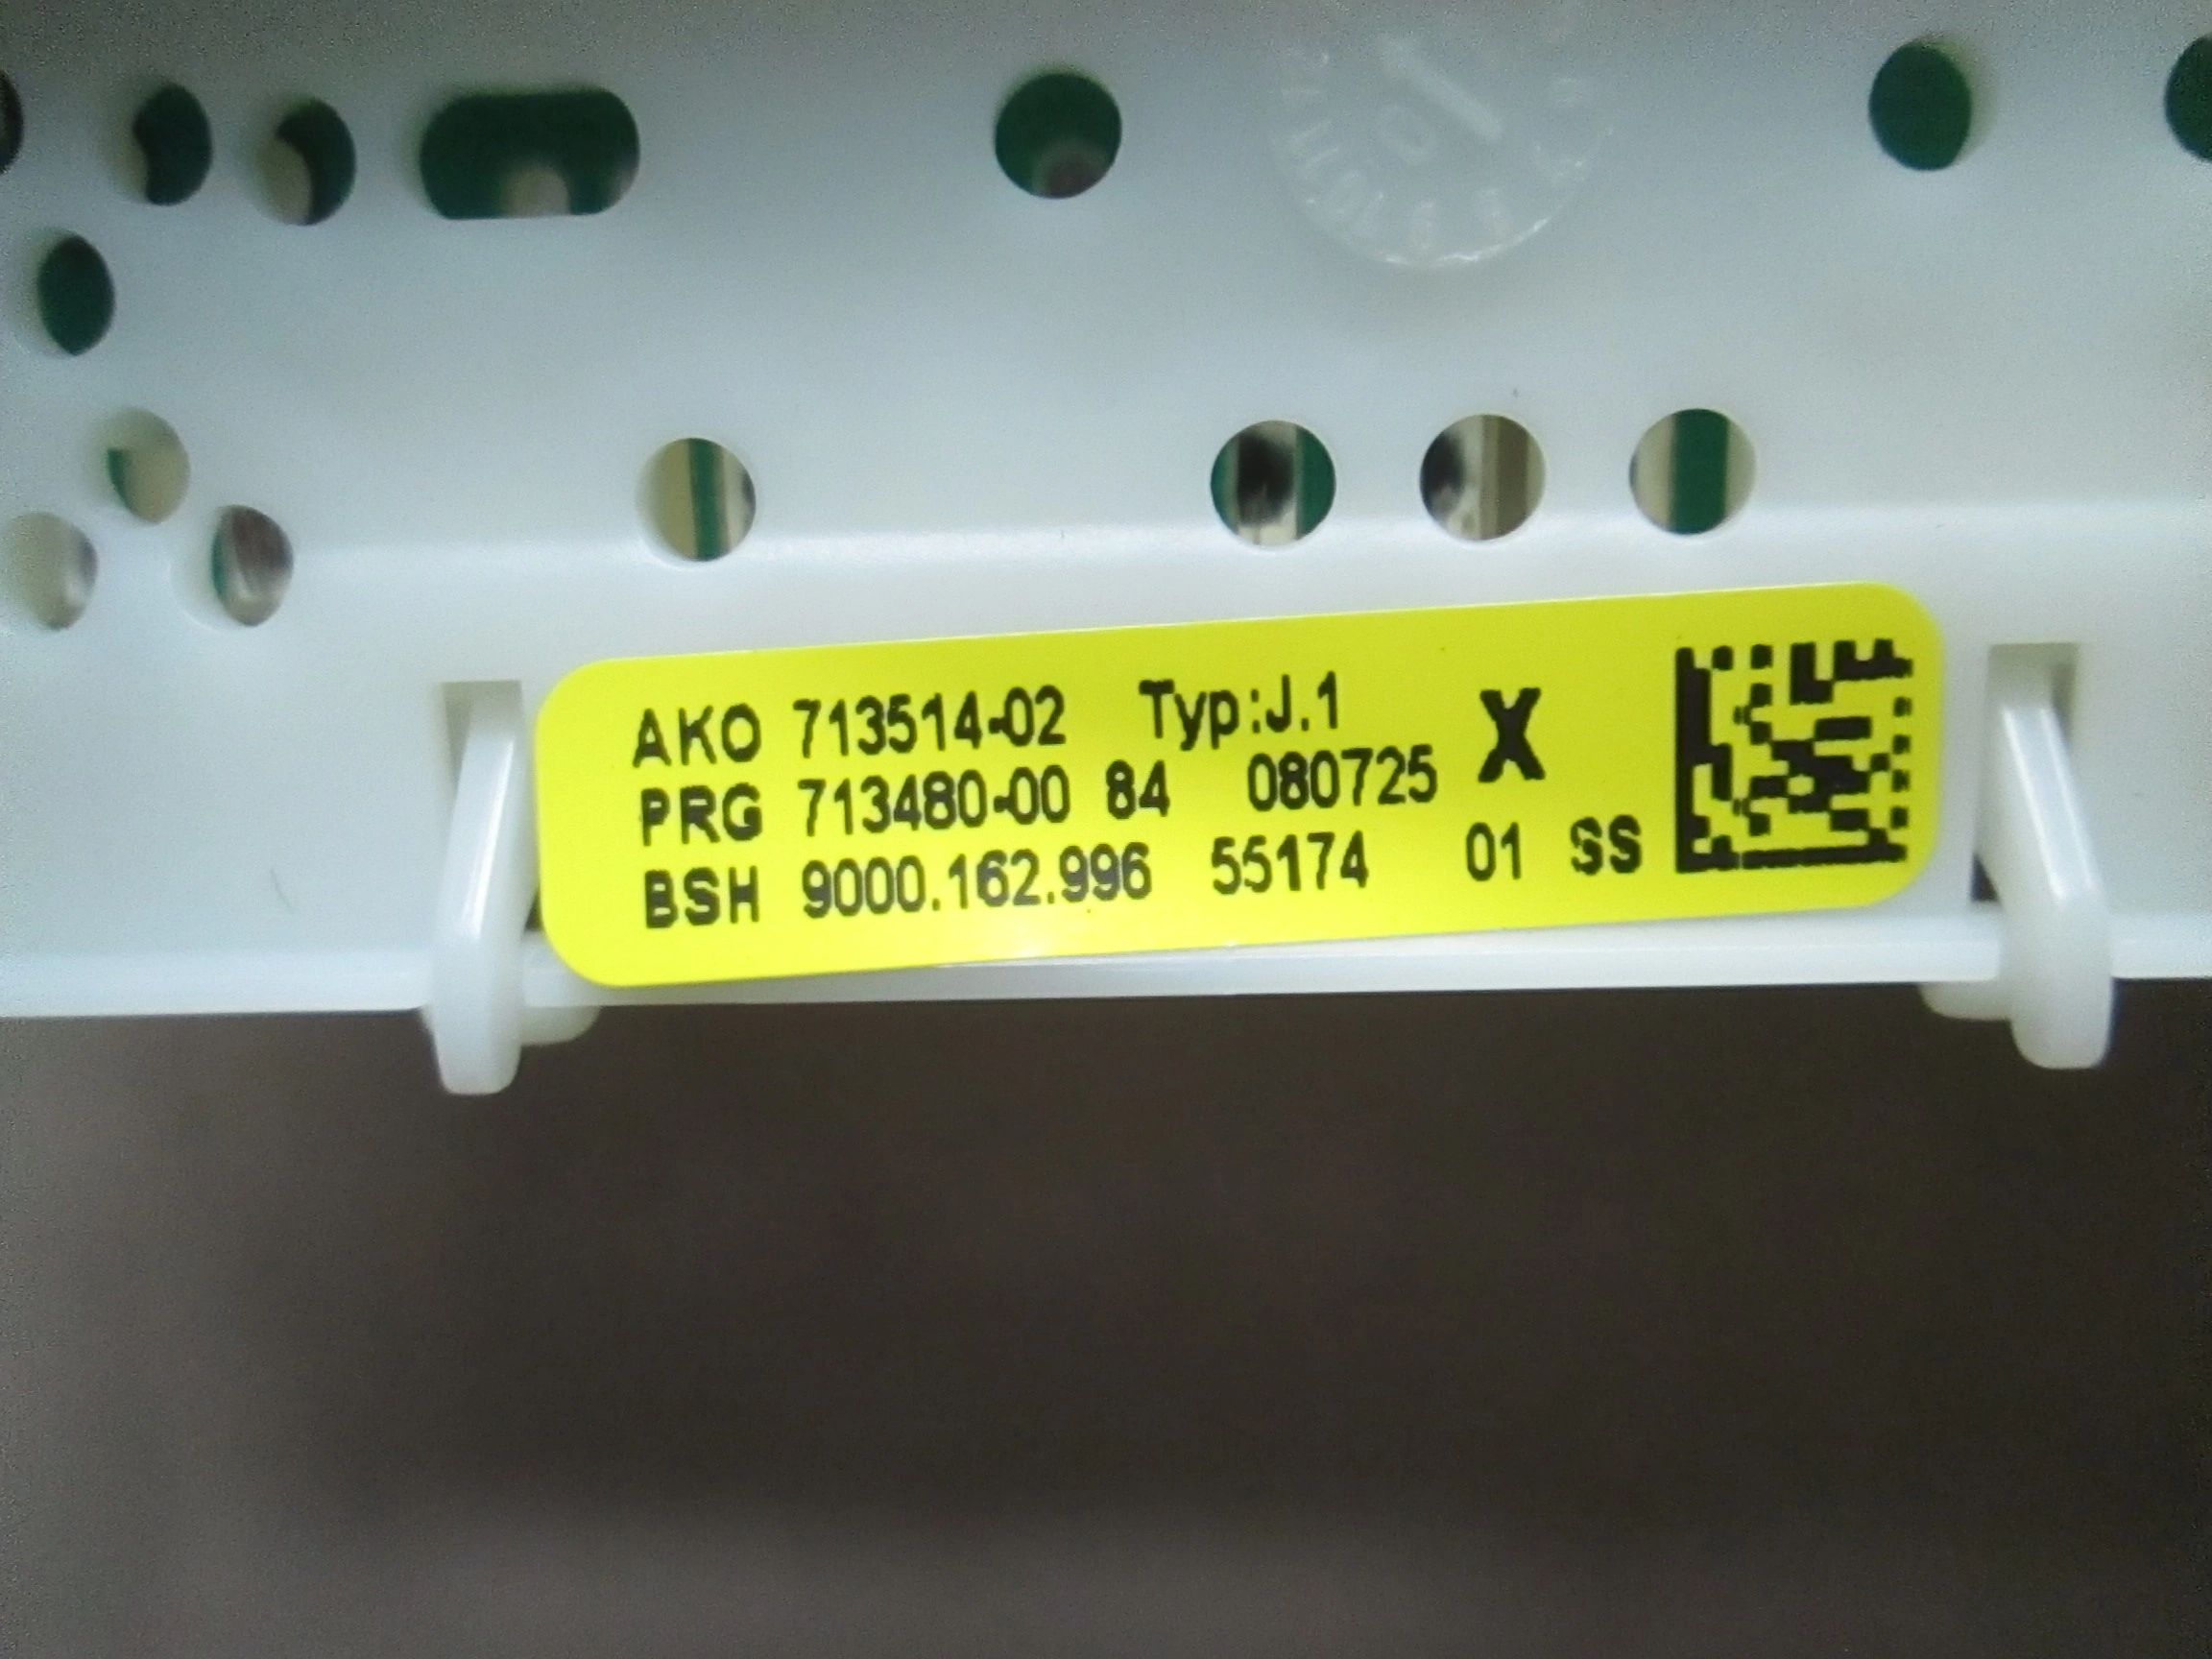 AKO 713514-02 Typ:J.1 X
PRG 713480-00 84 080725
BSH 9000.162.996 55174 01 SS